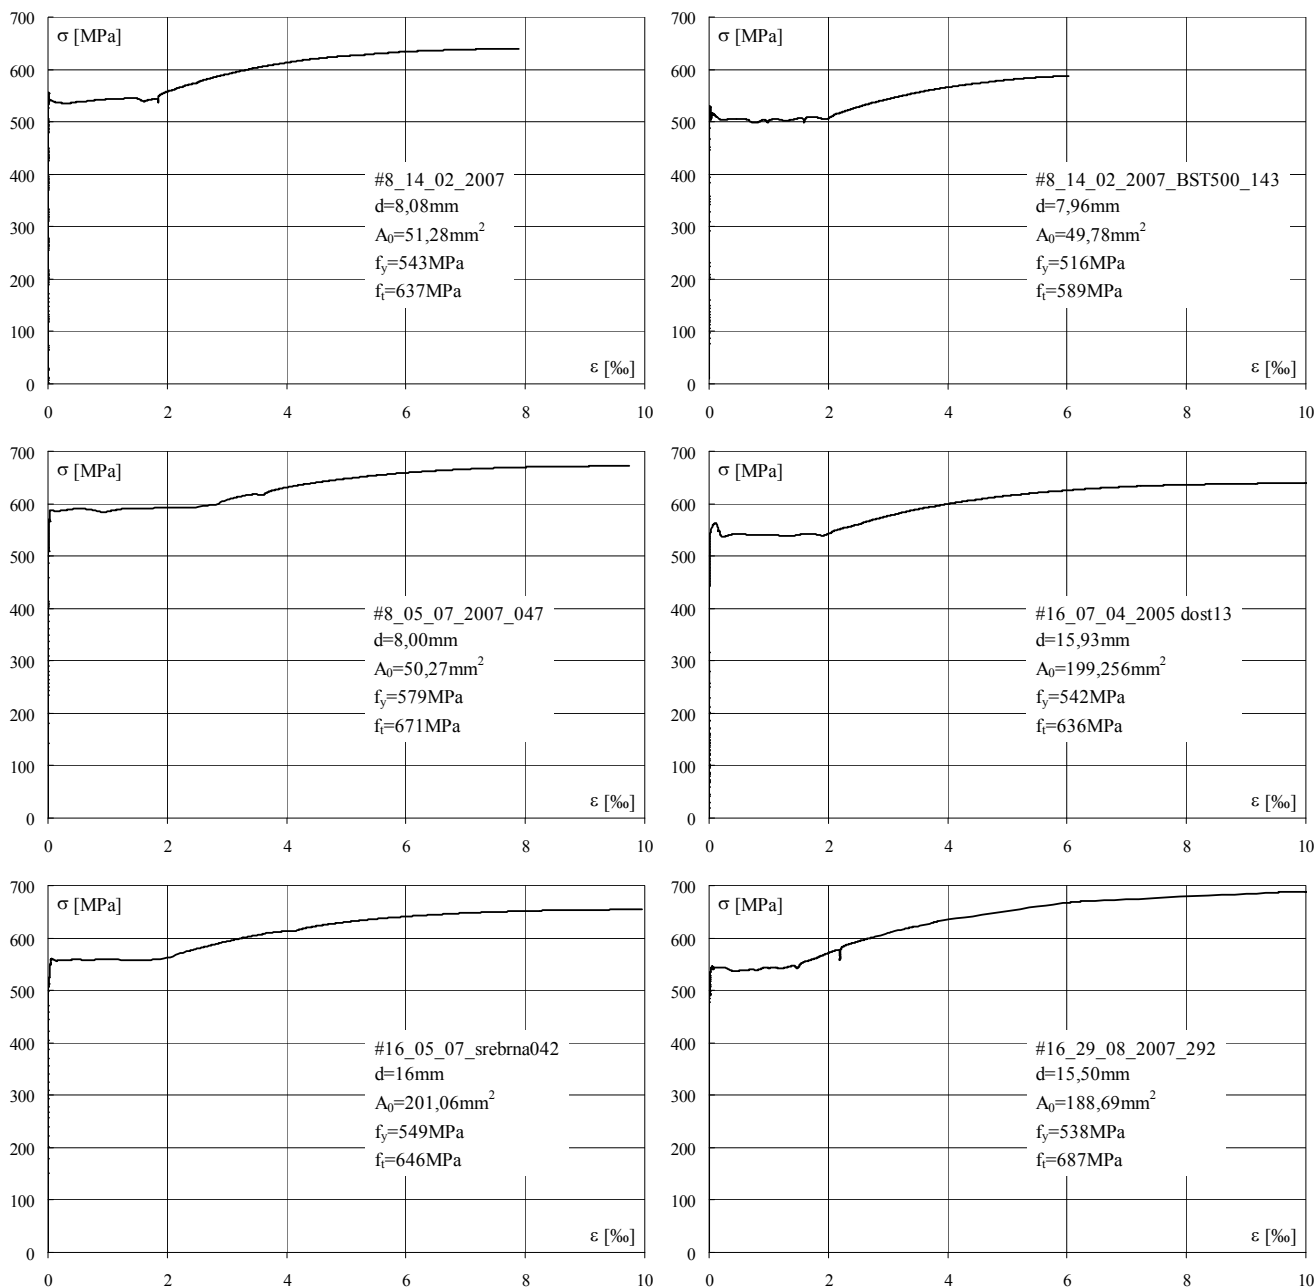 700
σ [MPa]
600
500
400
300
200
100
0
#8_14_02_2007
d=8,08mm
A₀=51,28mm²
f_y=543MPa
f_t=637MPa
ε [‰]
0 2 4 6 8 10
σ [MPa]
#8_14_02_2007_BST500_143
d=7,96mm
A₀=49,78mm²
f_y=516MPa
f_t=589MPa
ε [‰]
0 2 4 6 8 10
700
600
500
400
300
200
100
0
700
σ [MPa]
600
500
400
300
200
100
0
#8_05_07_2007_047
d=8,00mm
A₀=50,27mm²
f_y=579MPa
f_t=671MPa
ε [‰]
0 2 4 6 8 10
700
σ [MPa]
600
500
400
300
200
100
0
#16_07_04_2005 dost13
d=15,93mm
A₀=199,256mm²
f_y=542MPa
f_t=636MPa
ε [‰]
0 2 4 6 8 10
700
σ [MPa]
600
500
400
300
200
100
0
#16_05_07_srebrna042
d=16mm
A₀=201,06mm²
f_y=549MPa
f_t=646MPa
ε [‰]
0 2 4 6 8 10
700
σ [MPa]
600
500
400
300
200
100
0
#16_29_08_2007_292
d=15,50mm
A₀=188,69mm²
f_y=538MPa
f_t=687MPa
ε [‰]
0 2 4 6 8 10